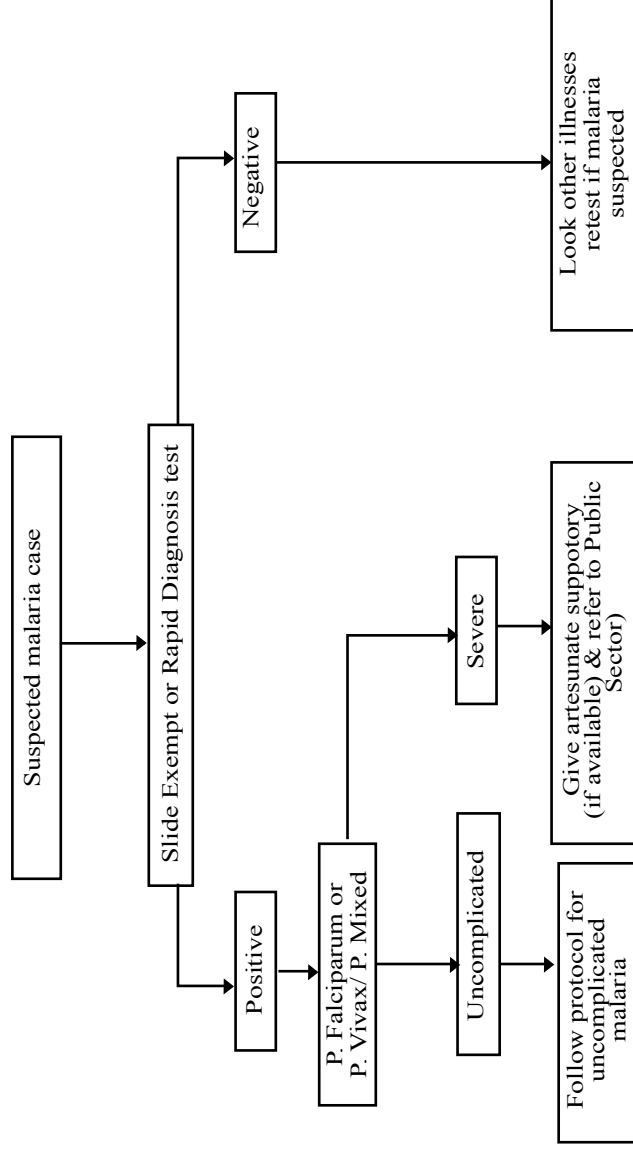 Suspected malaria case
Slide Exempt or Rapid Diagnosis test
Positive
Negative
P. Falciparum or
P. Vivax/ P. Mixed
Uncomplicated
Severe
Follow protocol for
uncomplicated
malaria
Give artesunate suppotory
(if available) & refer to Public
Sector)
Look other illnesses
retest if malaria
suspected